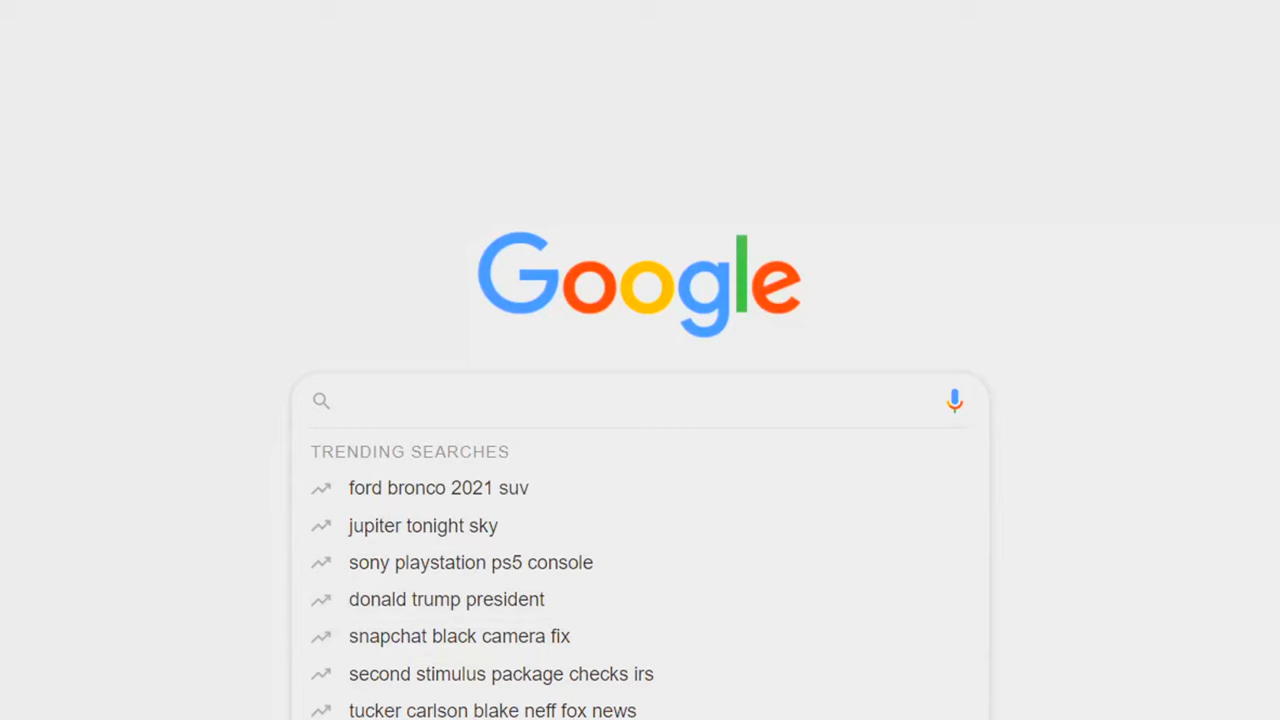 Google
TRENDING SEARCHES
ford bronco 2021 suv
jupiter tonight sky
sony playstation ps5 console
donald trump president
snapchat black camera fix
second stimulus package checks irs
tucker carlson blake neff fox news